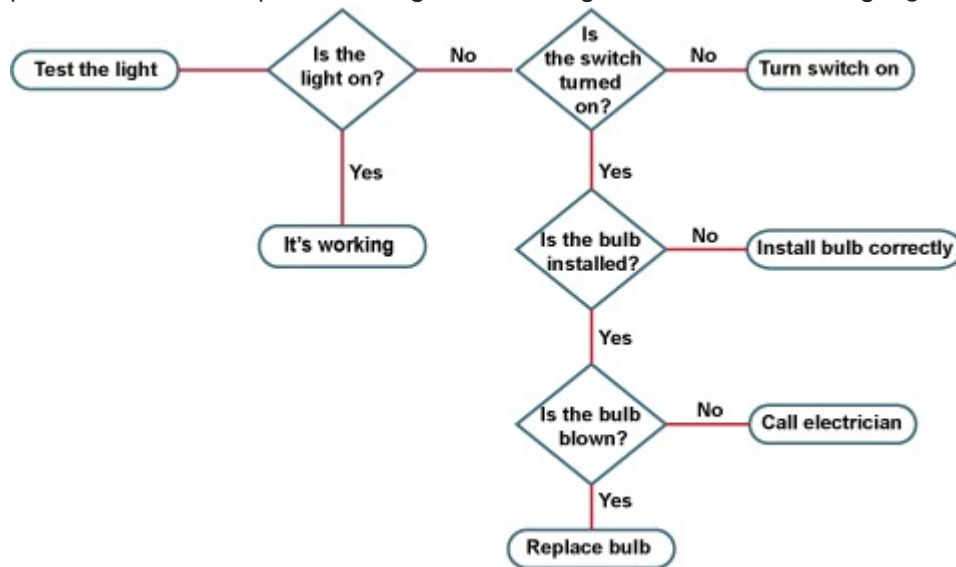 Test the light
Is the
light on?
No
Is
the switch
turned
on?
No
Turn switch on
Yes
Yes
It's working
Is the bulb
installed?
No
Install bulb correctly
Yes
Is the bulb
blown?
No
Call electrician
Yes
Replace bulb